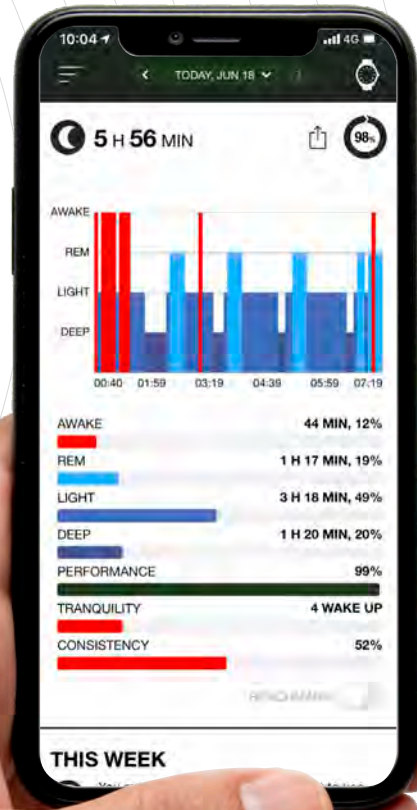 10:04 4G
TODAY, JUN 18
5 H 56 MIN 98%
AWAKE
REM
LIGHT
DEEP
00:40 01:59 03:19 04:39 05:59 07:19
AWAKE 44 MIN, 12%
REM 1 H 17 MIN, 19%
LIGHT 3 H 18 MIN, 49%
DEEP 1 H 20 MIN, 20%
PERFORMANCE 99%
TRANQUILITY 4 WAKE UP
CONSISTENCY 52%
THIS WEEK